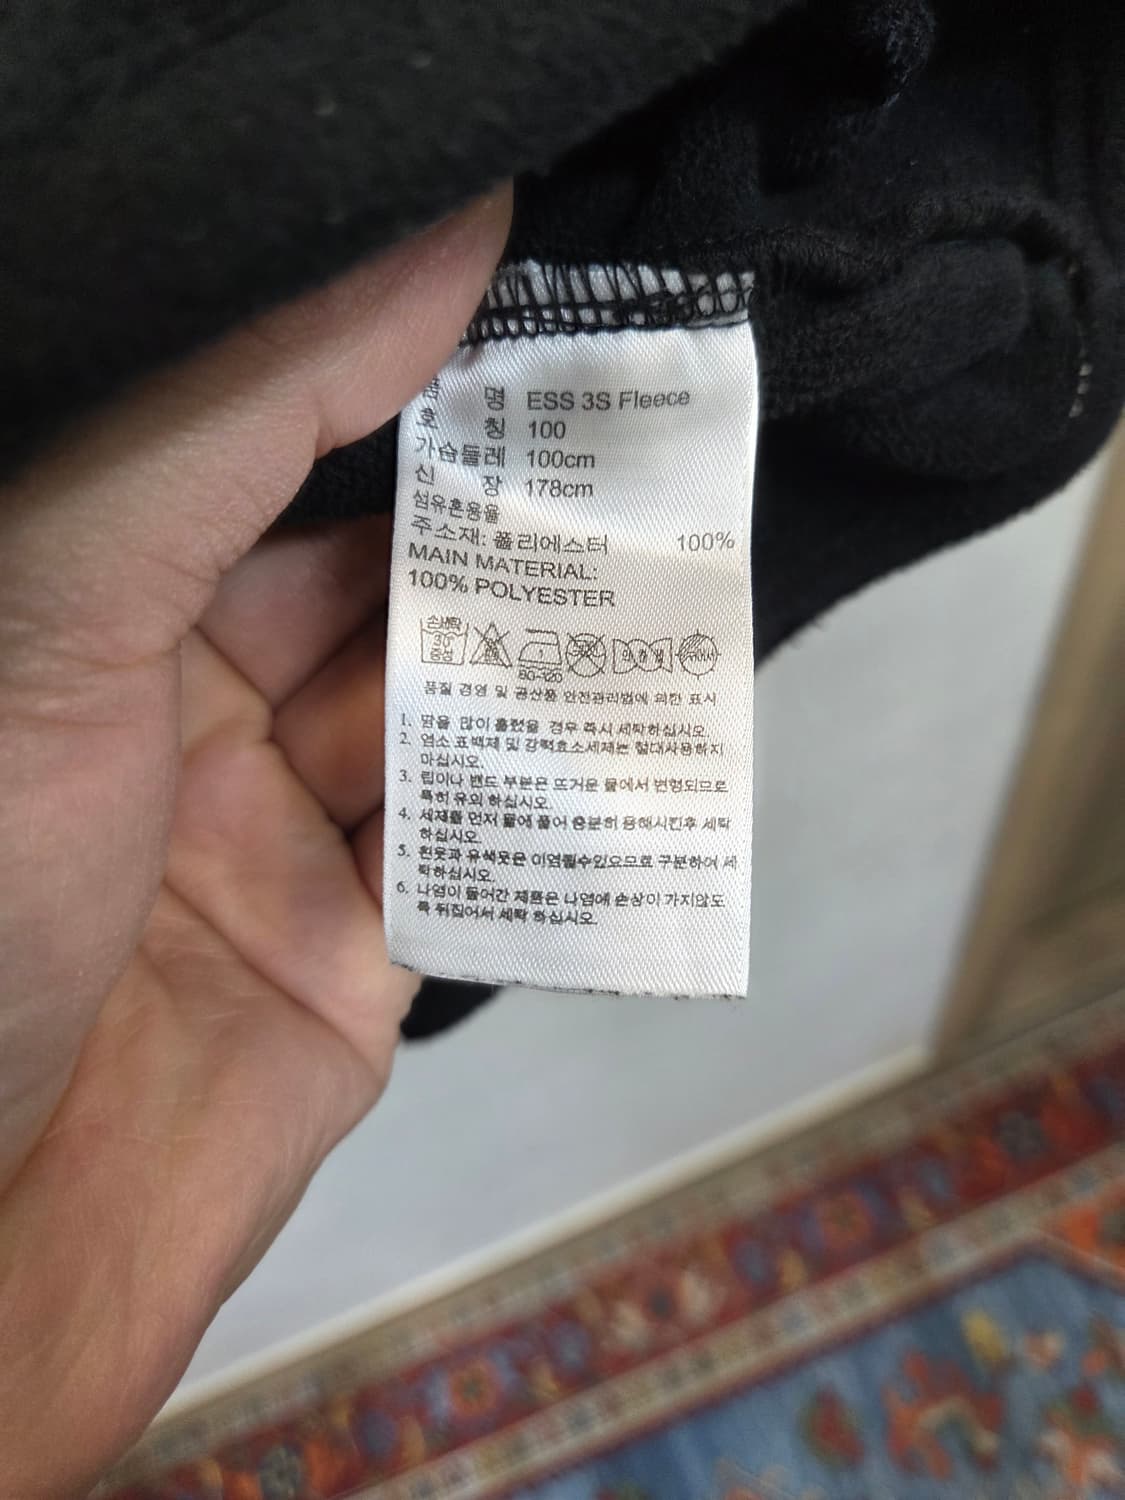 품 명 ESS 3S Fleece
호 칭 100
가슴둘레 100cm
신 장 178cm
섬유혼용율
주소재: 폴리에스터 100%
MAIN MATERIAL:
100% POLYESTER
손세탁
30°
중성
80-120
품질 경영 및 공산품 안전관리법에 의한 표시
1. 땀을 많이 흘렸을 경우 즉시 세탁하십시오.
2. 염소 표백제 및 강력효소세제는 절대사용하지
마십시오.
3. 립이나 밴드 부분은 뜨거운 물에서 변형되므로
특히 유의 하십시오.
4. 세제를 먼저 물에 풀어 충분히 용해시킨후 세탁
하십시오.
5. 흰옷과 유색옷은 이염될수있으므로 구분하여 세
탁하십시오.
6. 나염이 들어간 제품은 나염에 손상이 가지않도
록 뒤집어서 세탁 하십시오.